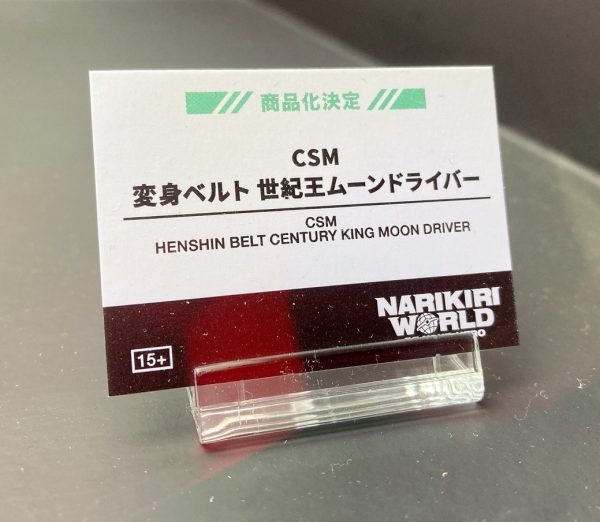 商品化決定
CSM
変身ベルト 世紀王ムーンドライバー
CSM
HENSHIN BELT CENTURY KING MOON DRIVER
NARIKIRI
WORLD
15+